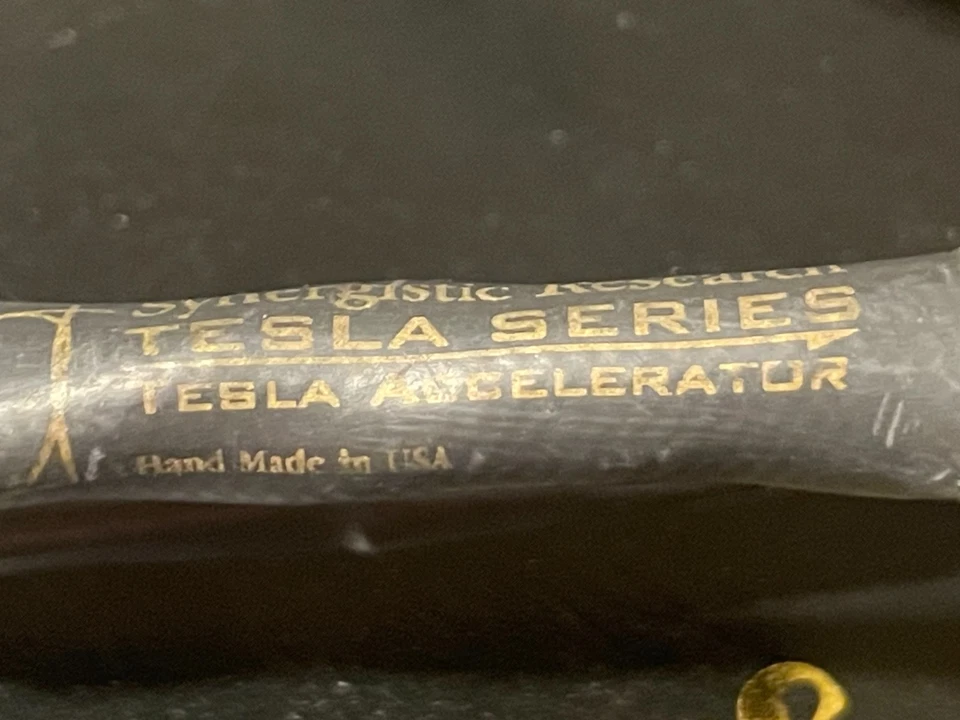 Synergistic Research
TESLA SERIES
TESLA ACCELERATOR
Hand Made in USA